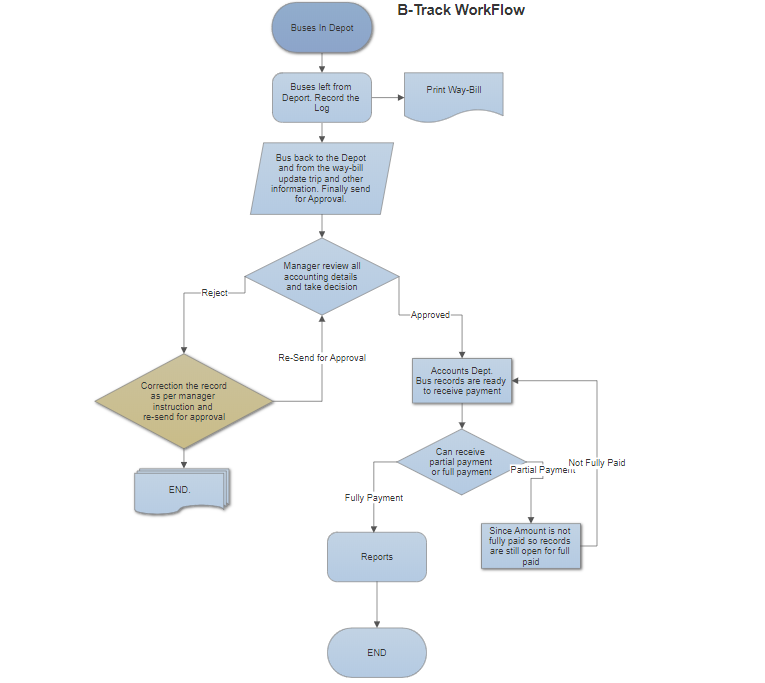 B-Track WorkFlow
Buses In Depot
Buses left from
Deport. Record the
Log
Print Way-Bill
Bus back to the Depot
and from the way-bill
update trip and other
information. Finally send
for Approval.
Manager review all
accounting details
and take decision
Reject
Approved
Re-Send for Approval
Correction the record
as per manager
instruction and
re-send for approval
Accounts Dept.
Bus records are ready
to receive payment
Can receive
partial payment
or full payment
Partial Payment
Not Fully Paid
END.
Fully Payment
Since Amount is not
fully paid so records
are still open for full
paid
Reports
END